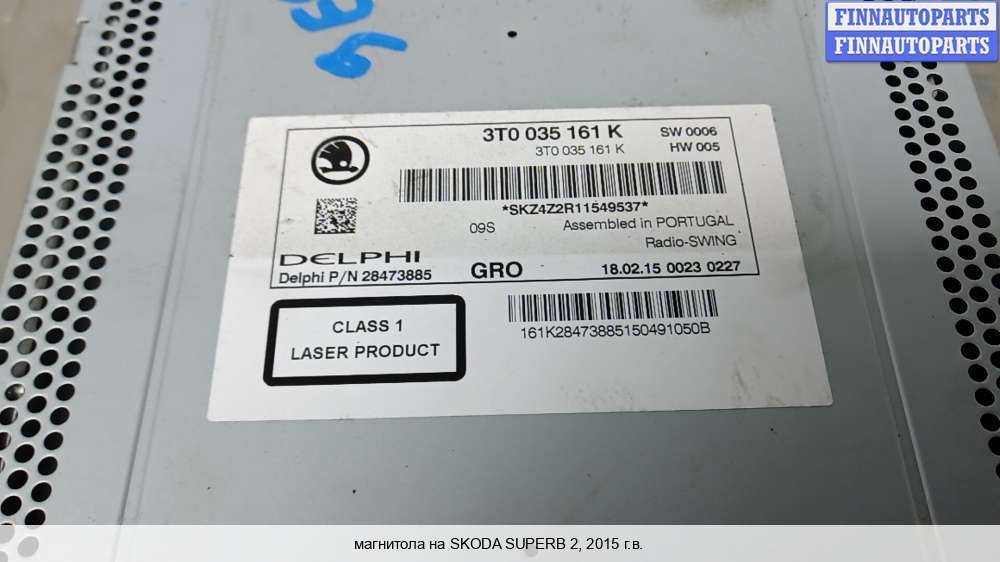 FINNAUTOPARTS
FINNAUTOPARTS
3T0 035 161 K SW 0006
3T0 035 161 K HW 005
*SKZ4Z2R11549537*
09S Assembled in PORTUGAL
Radio-SWING
DELPHI
Delphi P/N 28473885 GRO 18.02.15 0023 0227
CLASS 1
LASER PRODUCT
161K28473885150491050B
магнитола на SKODA SUPERB 2, 2015 г.в.